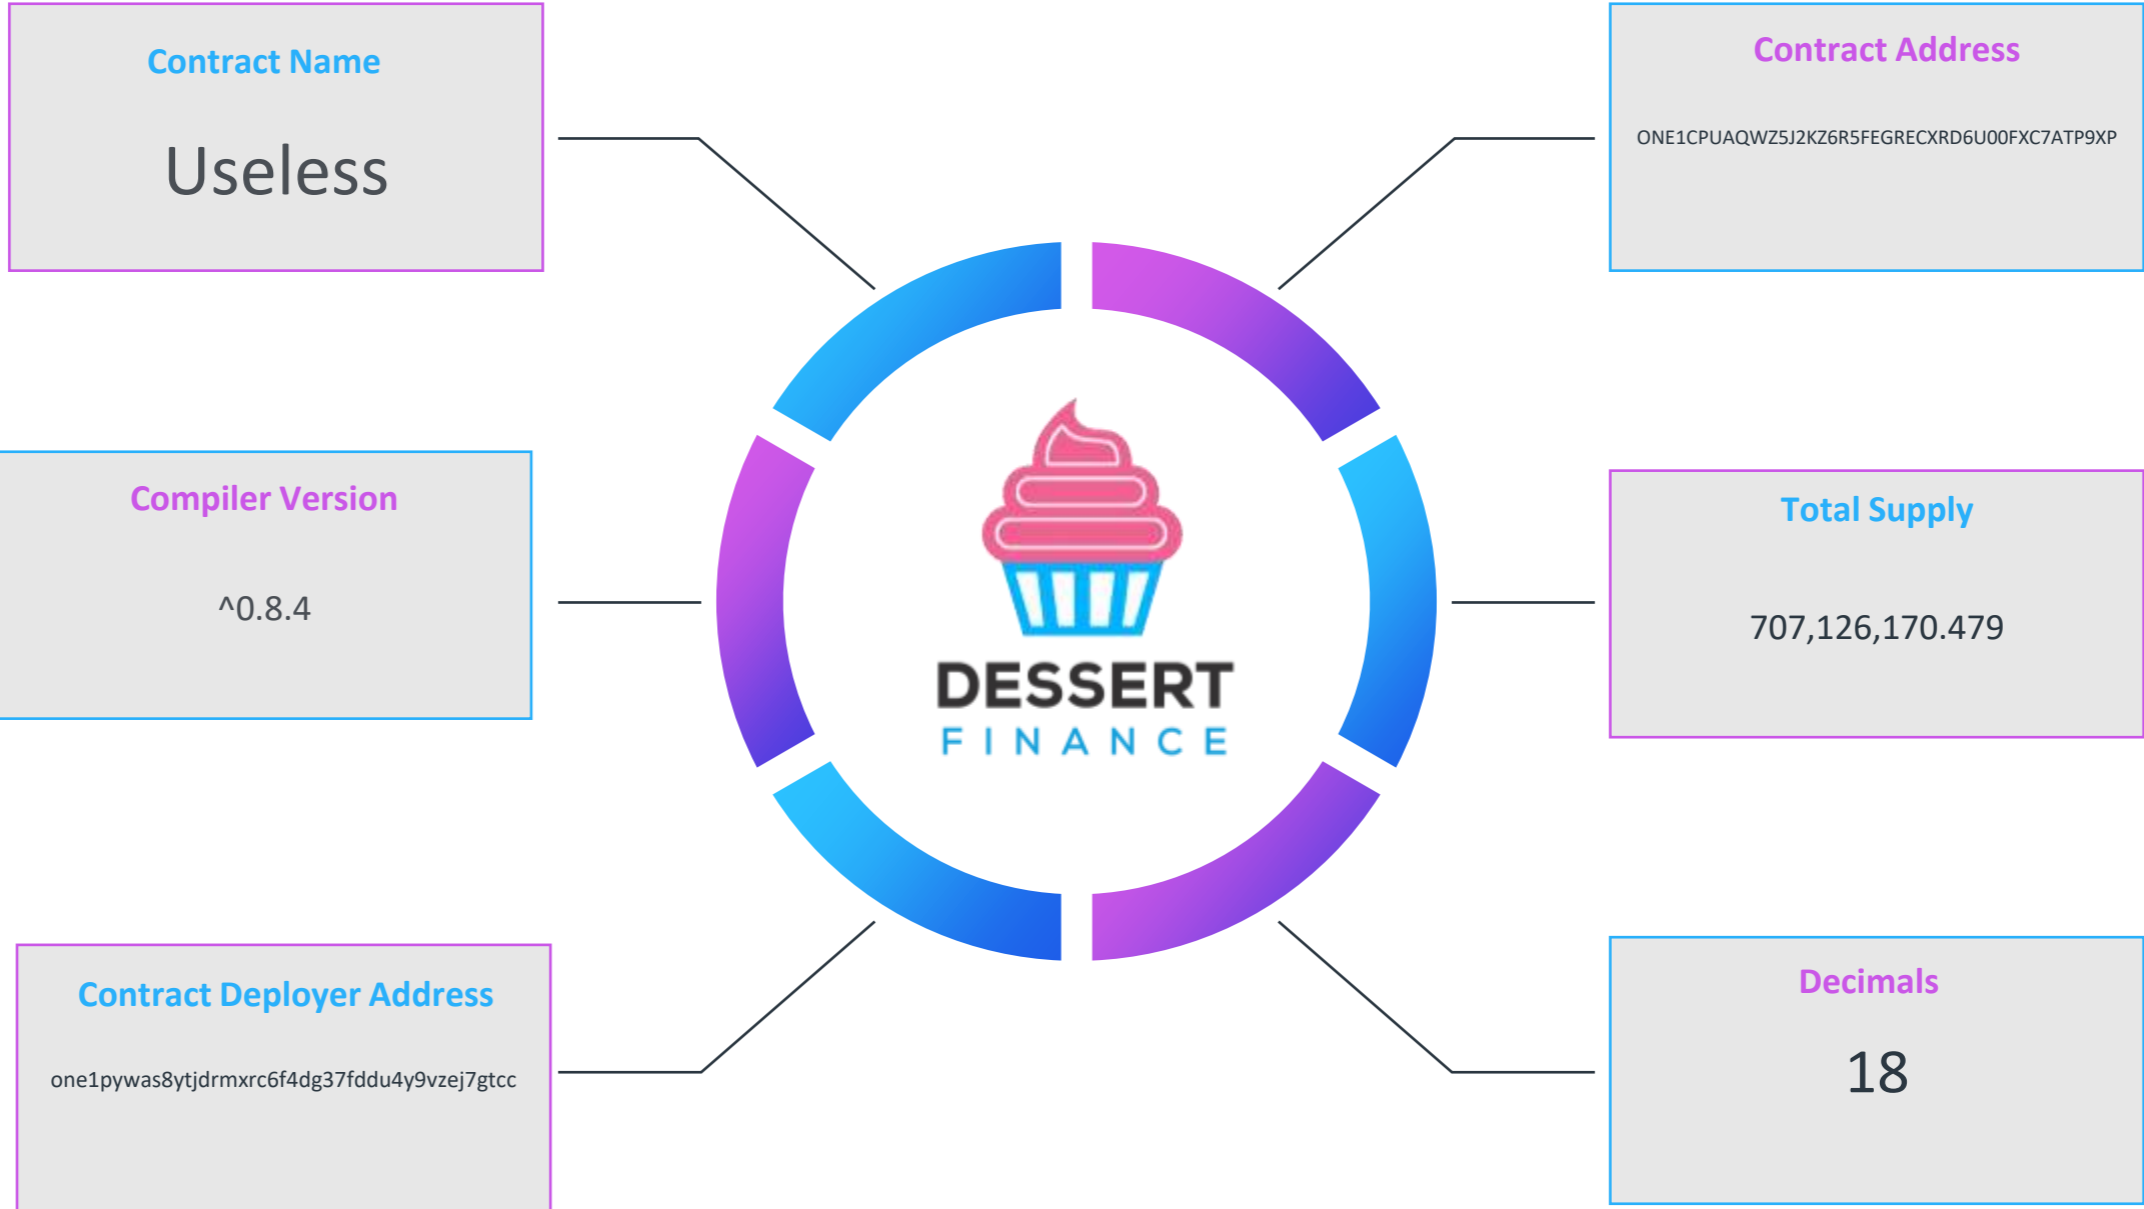 Contract Name
Useless
Contract Address
ONE1CPUAQWZ5J2KZ6R5FEGRECXRD6U00FXC7ATP9XP
Compiler Version
^0.8.4
Total Supply
707,126,170.479
DESSERT
FINANCE
Contract Deployer Address
one1pywas8ytjdrmxrc6f4dg37fddu4y9vzej7gtcc
Decimals
18